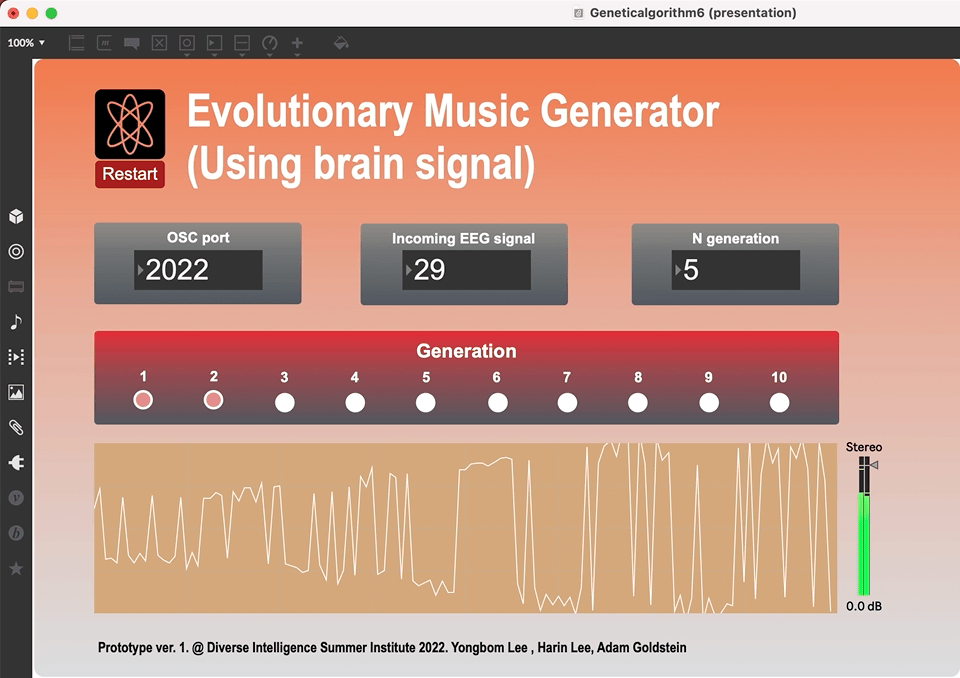 Geneticalgorithm6 (presentation)
100%
Evolutionary Music Generator
(Using brain signal)
Restart
OSC port
2022
Incoming EEG signal
29
N generation
5
Generation
1 2 3 4 5 6 7 8 9 10
Stereo
0.0 dB
Prototype ver. 1. @ Diverse Intelligence Summer Institute 2022. Yongbom Lee , Harin Lee, Adam Goldstein